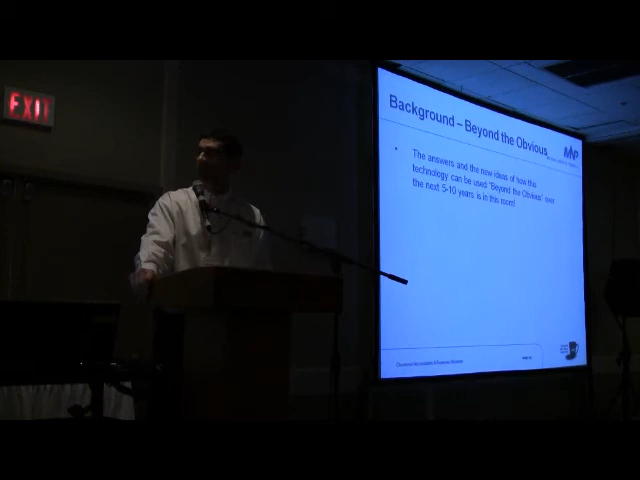 EXIT
Background – Beyond the Obvious
MNP
• The answers and the new ideas of how this
technology can be used "Beyond the Obvious" over
the next 5-10 years is in this room!